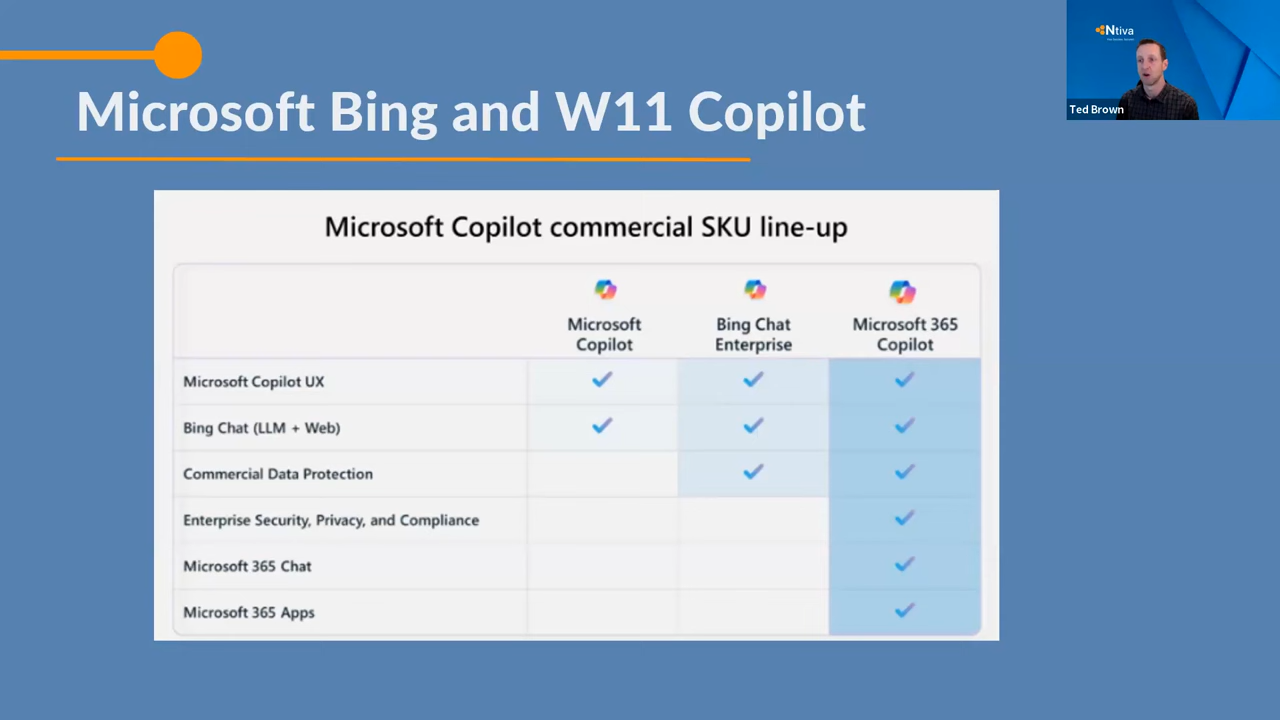 Microsoft Bing and W11 Copilot
Ntiva
Ted Brown
Microsoft Copilot commercial SKU line-up
Microsoft Copilot
Bing Chat Enterprise
Microsoft 365 Copilot
Microsoft Copilot UX
Bing Chat (LLM + Web)
Commercial Data Protection
Enterprise Security, Privacy, and Compliance
Microsoft 365 Chat
Microsoft 365 Apps